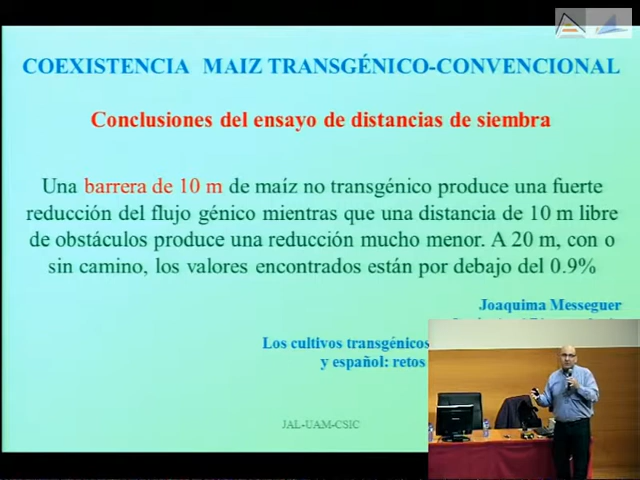 COEXISTENCIA MAIZ TRANSGÉNICO-CONVENCIONAL
Conclusiones del ensayo de distancias de siembra
Una barrera de 10 m de maíz no transgénico produce una fuerte
reducción del flujo génico mientras que una distancia de 10 m libre
de obstáculos produce una reducción mucho menor. A 20 m, con o
sin camino, los valores encontrados están por debajo del 0.9%
Joaquima Messeguer
Los cultivos transgénicos
y español: retos
JAL-UAM-CSIC